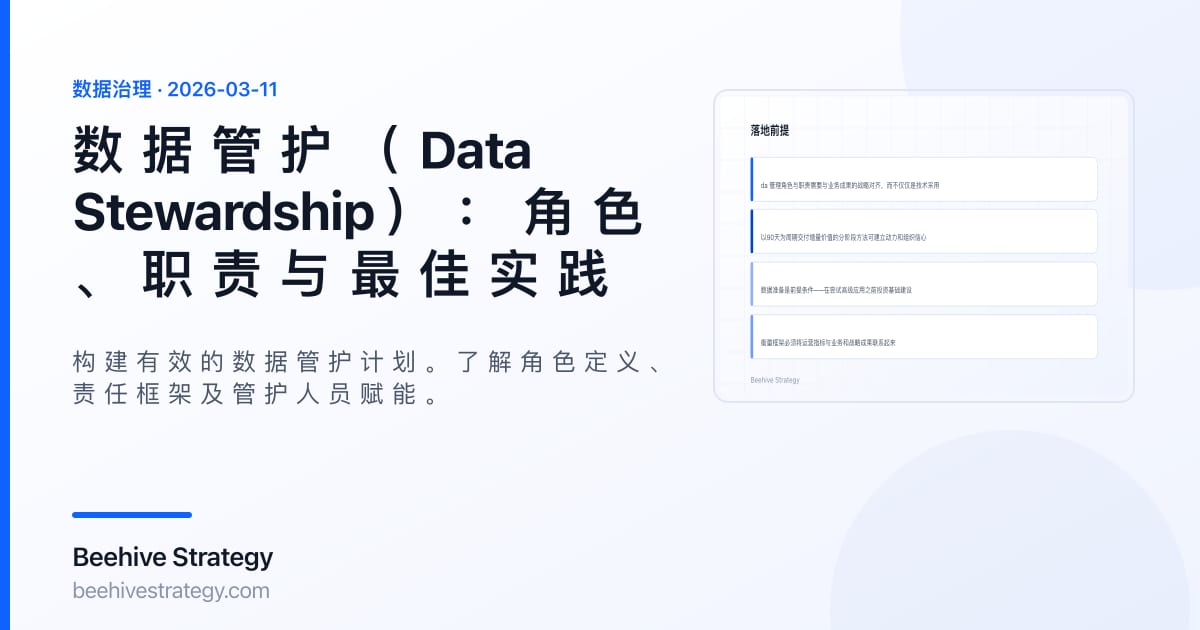 数据治理 · 2026-03-11
数据管护（Data
Stewardship）：角色
、职责与最佳实践
构建有效的数据管护计划。了解角色定义、
责任框架及管护人员赋能。
Beehive Strategy
beehivestrategy.com
落地前提
da 管理角色与职责需要与业务成果的战略对齐，而不仅仅是技术采用
以90天为周期交付增量价值的分阶段方法可建立动力和组织信心
数据准备是前提条件——在尝试高级应用之前投资基础建设
衡量框架必须将运营指标与业务和战略成果联系起来
Beehive Strategy